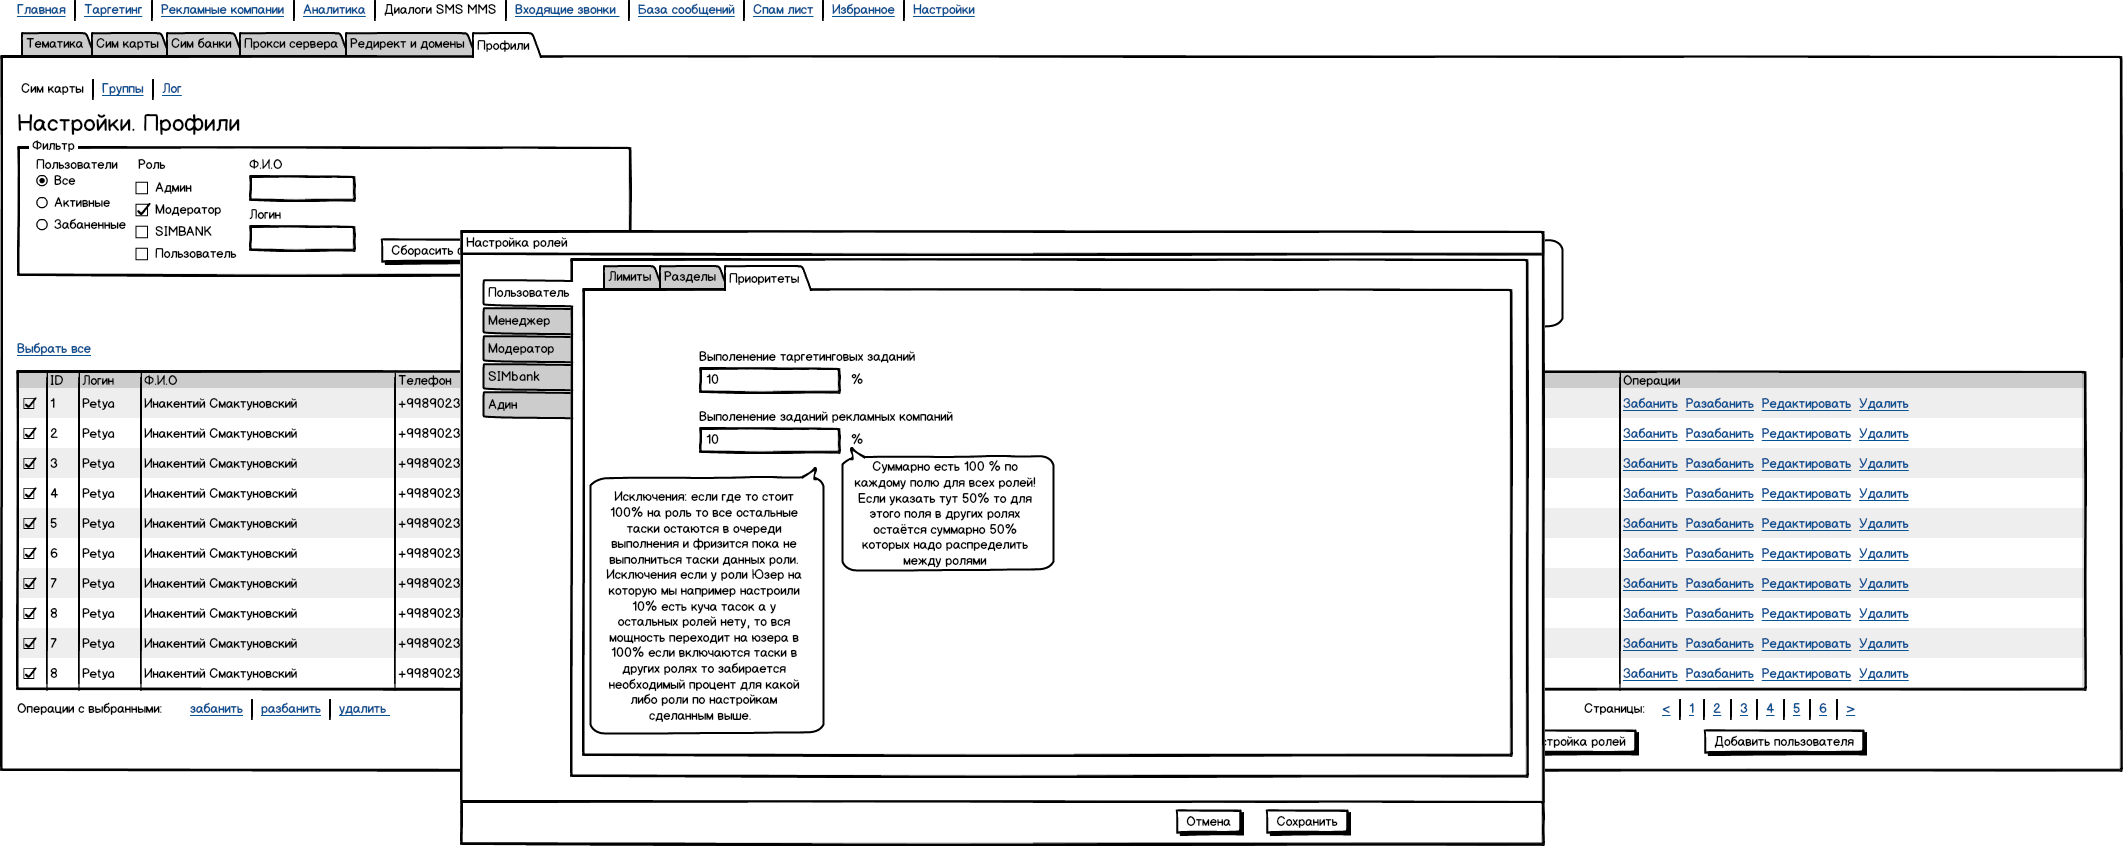 Главная Таргетинг Рекламные компании Аналитика Диалоги SMS MMS Входящие звонки База сообщений Спам лист Избранное Настройки
Тематика Сим карты Сим банки Прокси сервера Редирект и домены Профили
Сим карты Группы Лог
Настройки. Профили
Фильтр
Пользователи Роль Ф.И.О
Все
Админ
Активные Модератор
Логин
Забаненные SIMBANK
Пользователь
Сборасить
Выбрать все
ID Логин Ф.И.О Телефон Операции
1 Petya Инакентий Смактуновский +9989023 Забанить Разабанить Редактировать Удалить
2 Petya Инакентий Смактуновский +9989023 Забанить Разабанить Редактировать Удалить
3 Petya Инакентий Смактуновский +9989023 Забанить Разабанить Редактировать Удалить
4 Petya Инакентий Смактуновский +9989023 Забанить Разабанить Редактировать Удалить
5 Petya Инакентий Смактуновский +9989023 Забанить Разабанить Редактировать Удалить
6 Petya Инакентий Смактуновский +9989023 Забанить Разабанить Редактировать Удалить
7 Petya Инакентий Смактуновский +9989023 Забанить Разабанить Редактировать Удалить
8 Petya Инакентий Смактуновский +9989023 Забанить Разабанить Редактировать Удалить
7 Petya Инакентий Смактуновский +9989023 Забанить Разабанить Редактировать Удалить
8 Petya Инакентий Смактуновский +9989023 Забанить Разабанить Редактировать Удалить
Операции с выбранными: забанить разбанить удалить
Страницы: < 1 2 3 4 5 6 >
тройка ролей Добавить пользователя
Настройка ролей
Пользователь
Менеджер
Модератор
SIMbank
Адин
Лимиты Разделы Приоритеты
Выполенение таргетинговых заданий
10 %
Выполенение заданий рекламных компаний
10 %
Суммарно есть 100 % по
каждому полю для всех ролей!
Если указать тут 50% то для
этого поля в других ролях
остаётся суммарно 50%
которых надо распределить
между ролями
Исключения: если где то стоит
100% на роль то все остальные
таски остаются в очереди
выполнения и фризится пока не
выполниться таски данных роли.
Исключения если у роли Юзер на
которую мы например настроили
10% есть куча тасок а у
остальных ролей нету, то вся
мощность переходит на юзера в
100% если включаются таски в
других ролях то забирается
необходимый процент для какой
либо роли по настройкам
сделанным выше.
Отмена Сохранить